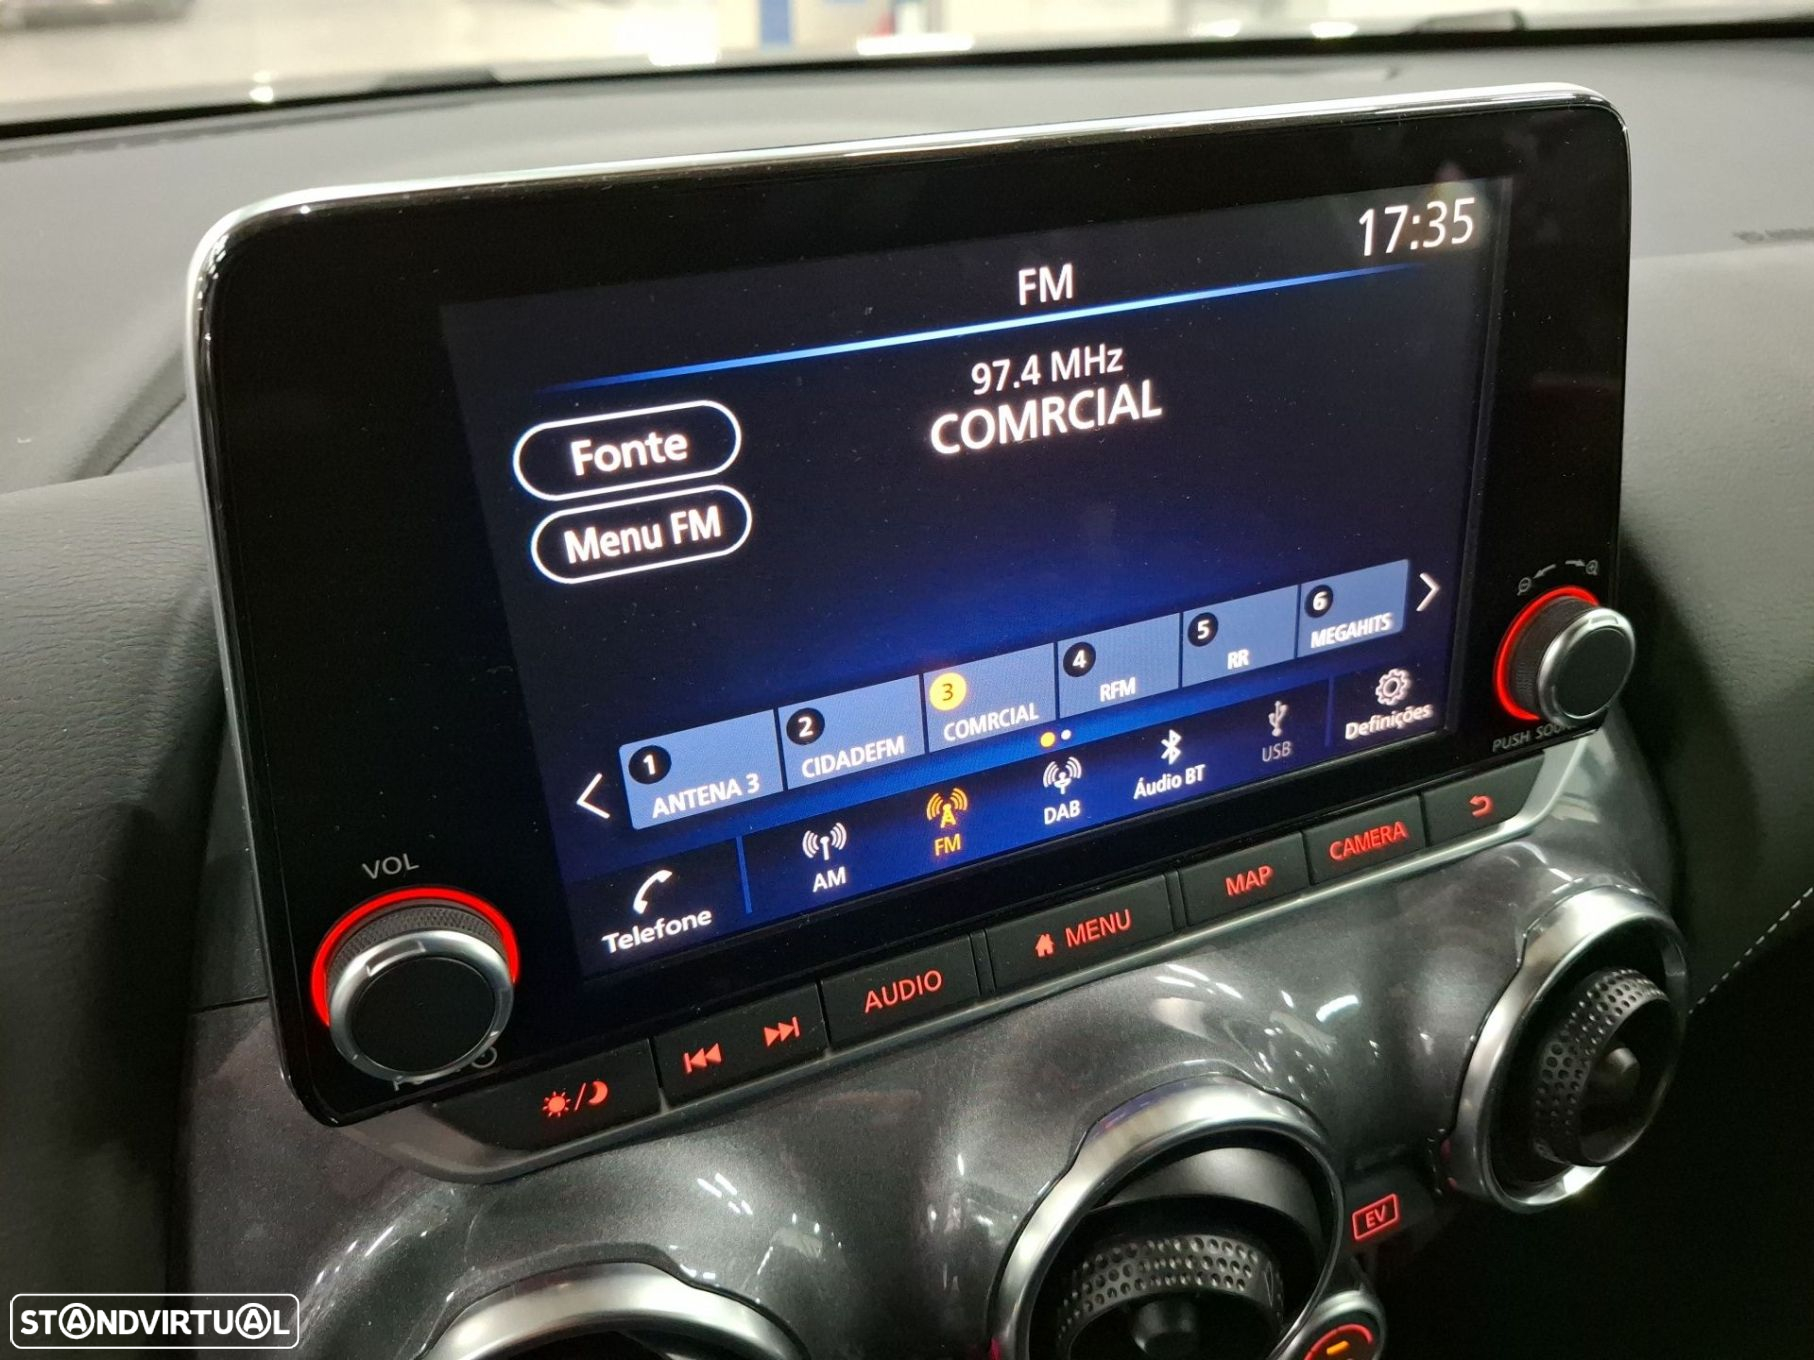 17:35
FM
97.4 MHz
COMRCIAL
Fonte
Menu FM
1 ANTENA 3
2 CIDADEFM
3 COMRCIAL
4 RFM
5 RR
6 MEGAHITS
Telefone
AM
FM
DAB
Áudio BT
USB
Definições
VOL
PUSH SOUND
AUDIO
MENU
MAP
CAMERA
EV
STANDVIRTUAL